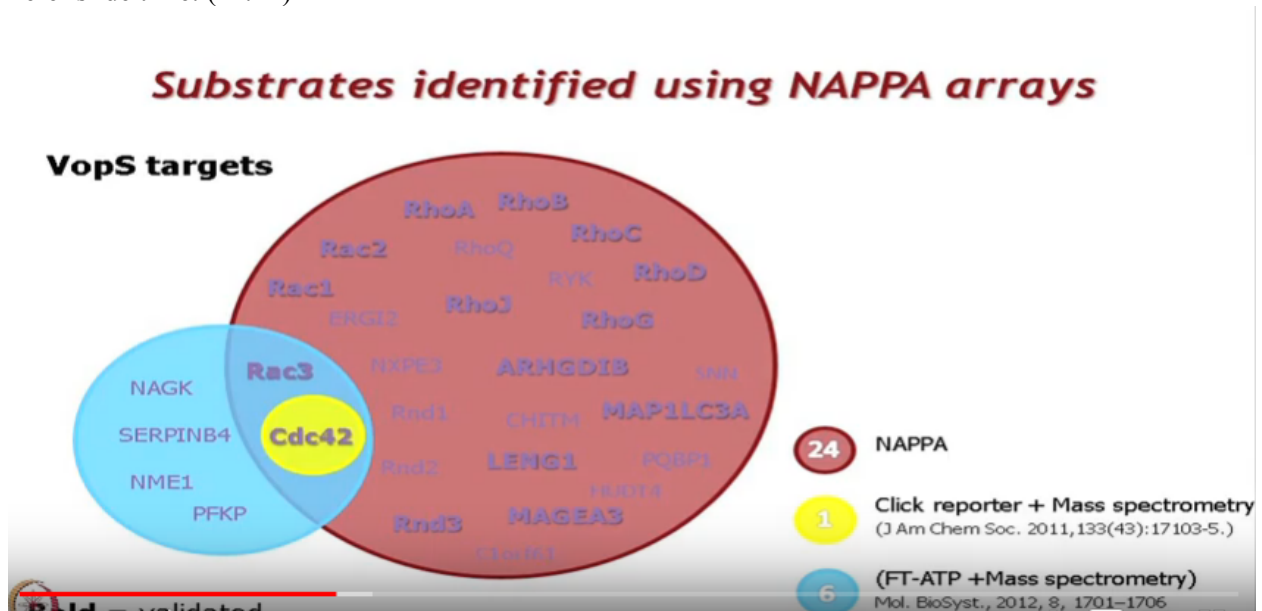 Substrates identified using NAPPA arrays
VopS targets
RhoA RhoB
RhoC
Rac2 RhoQ
RYK RhoD
Rac1
RhoJ
ERGI2 RhoG
Rac3 NXPE3 ARHGDIB SNN
NAGK
Rnd1 CHITM MAP1LC3A
SERPINB4 Cdc42
Rnd2 LENG1 PQBP1
NME1
HUDT4
PFKP
Rnd3 MAGEA3
C1orf61
24 NAPPA
1 Click reporter + Mass spectrometry
(J Am Chem Soc. 2011,133(43):17103-5.)
6 (FT-ATP +Mass spectrometry)
Mol. BioSyst., 2012, 8, 1701–1706
Bold = validated